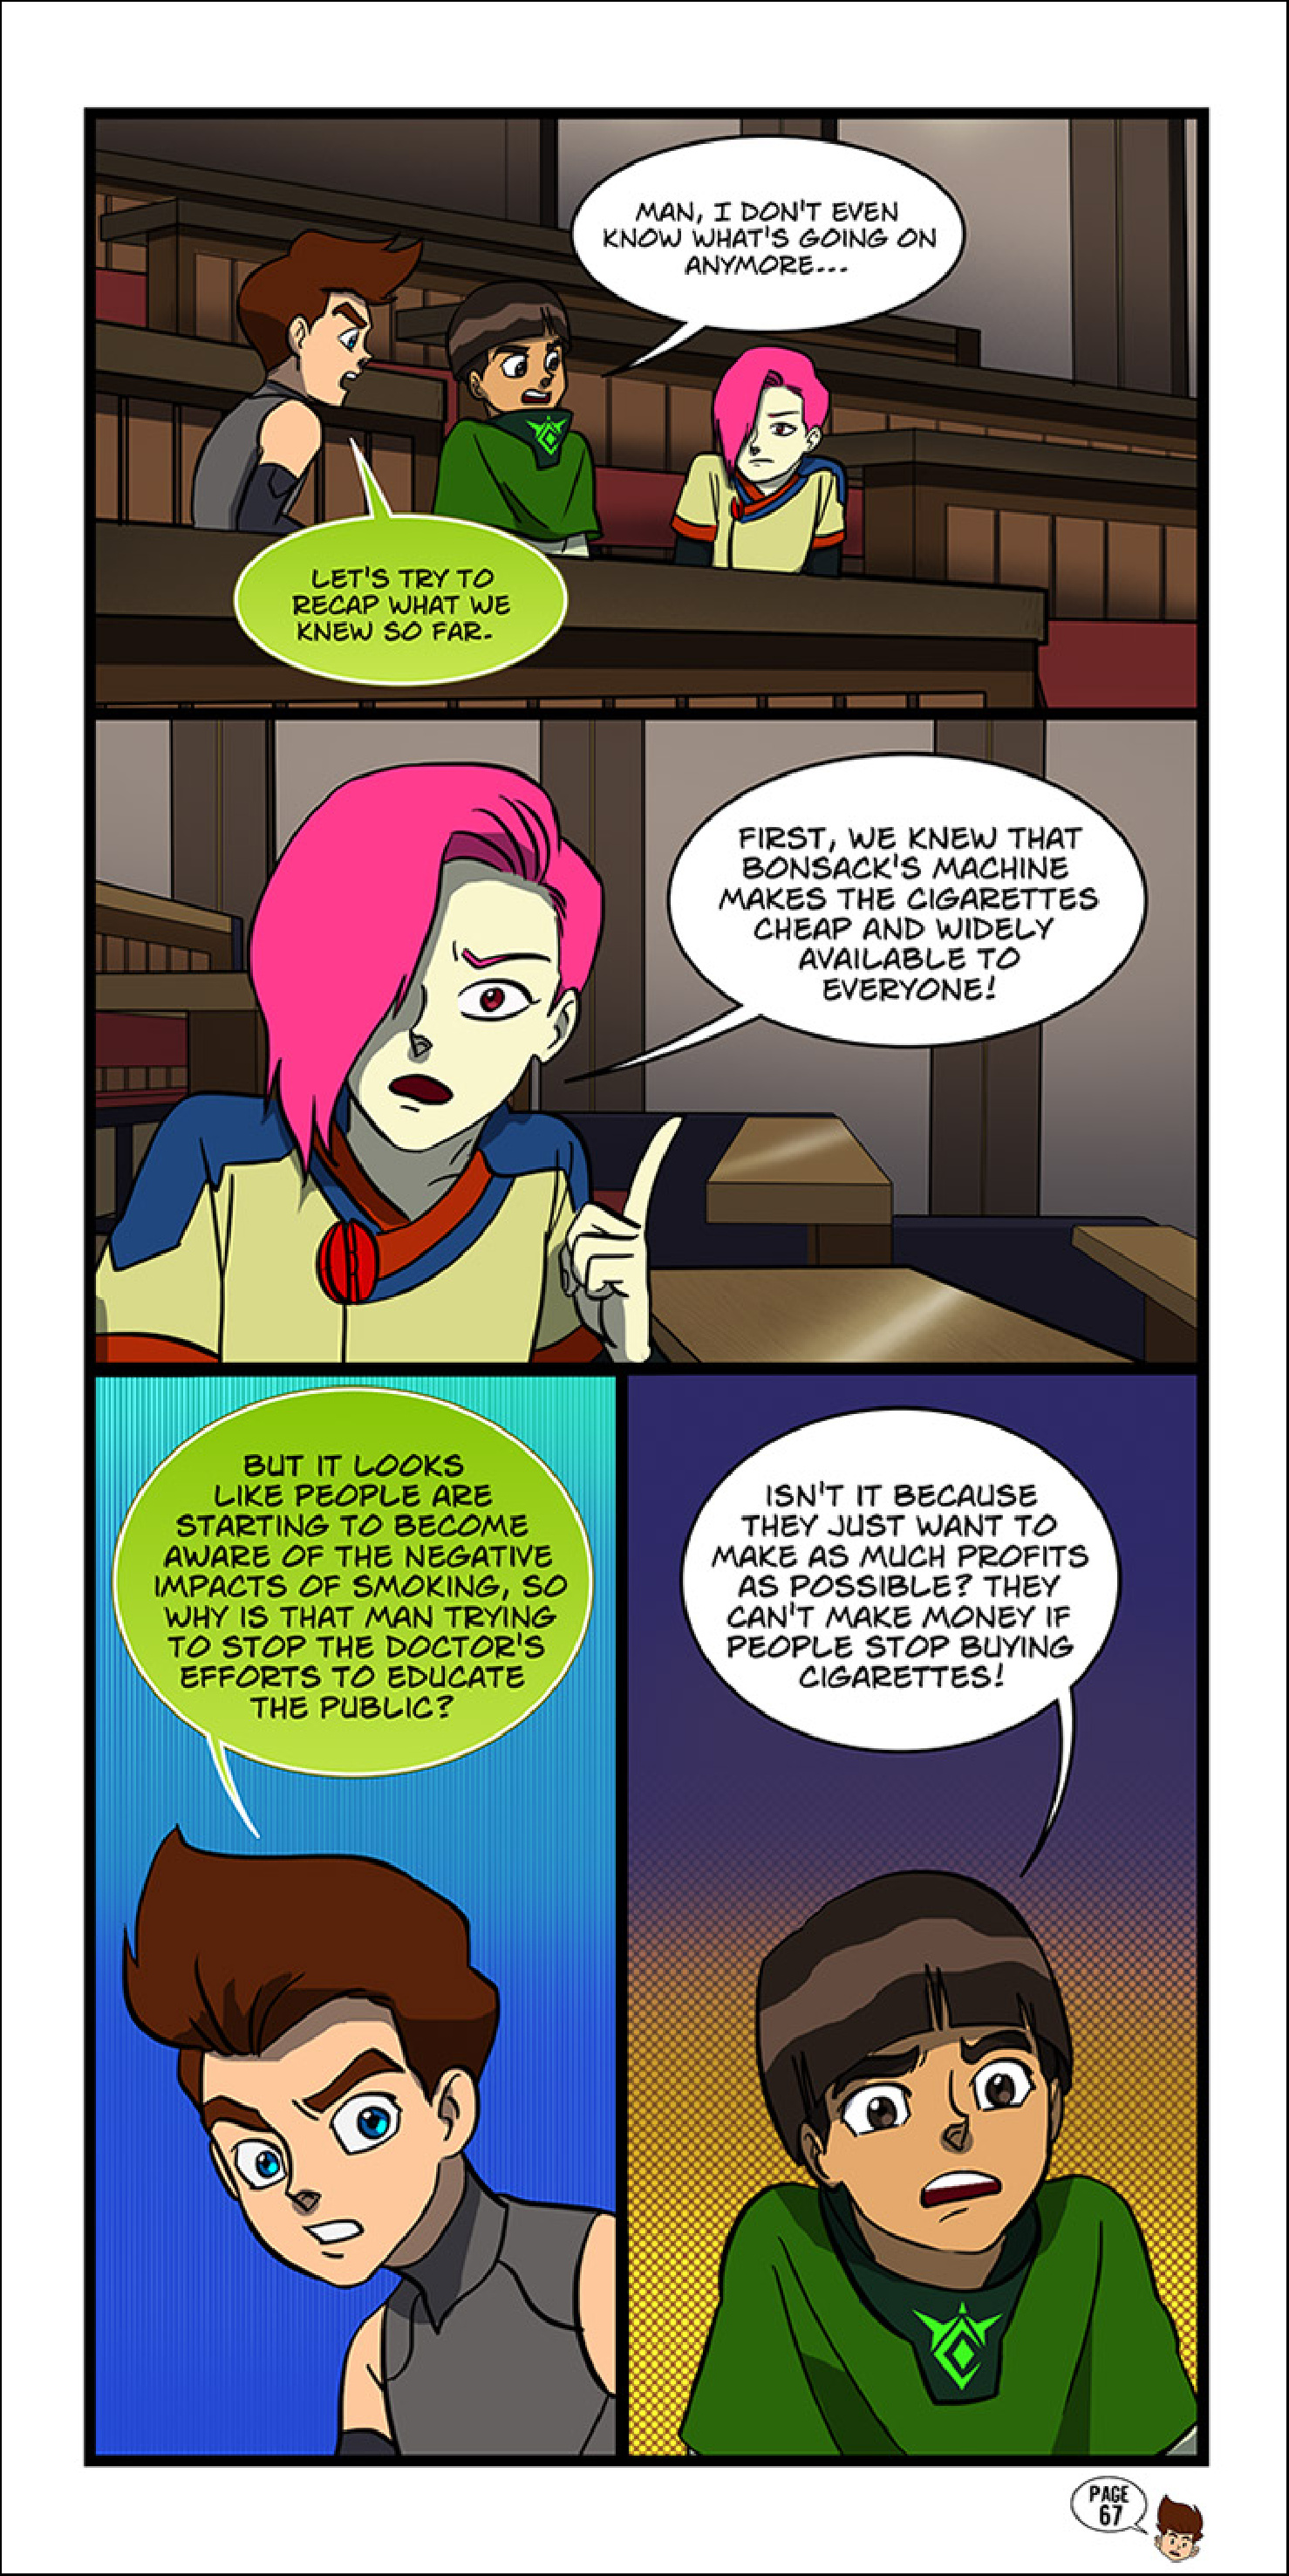 MAN, I DON'T EVEN
KNOW WHAT'S GOING ON
ANYMORE...
LET'S TRY TO
RECAP WHAT WE
KNEW SO FAR.
FIRST, WE KNEW THAT
BONSACK'S MACHINE
MAKES THE CIGARETTES
CHEAP AND WIDELY
AVAILABLE TO
EVERYONE!
BUT IT LOOKS
LIKE PEOPLE ARE
STARTING TO BECOME
AWARE OF THE NEGATIVE
IMPACTS OF SMOKING, SO
WHY IS THAT MAN TRYING
TO STOP THE DOCTOR'S
EFFORTS TO EDUCATE
THE PUBLIC?
ISN'T IT BECAUSE
THEY JUST WANT TO
MAKE AS MUCH PROFITS
AS POSSIBLE? THEY
CAN'T MAKE MONEY IF
PEOPLE STOP BUYING
CIGARETTES!
PAGE
67